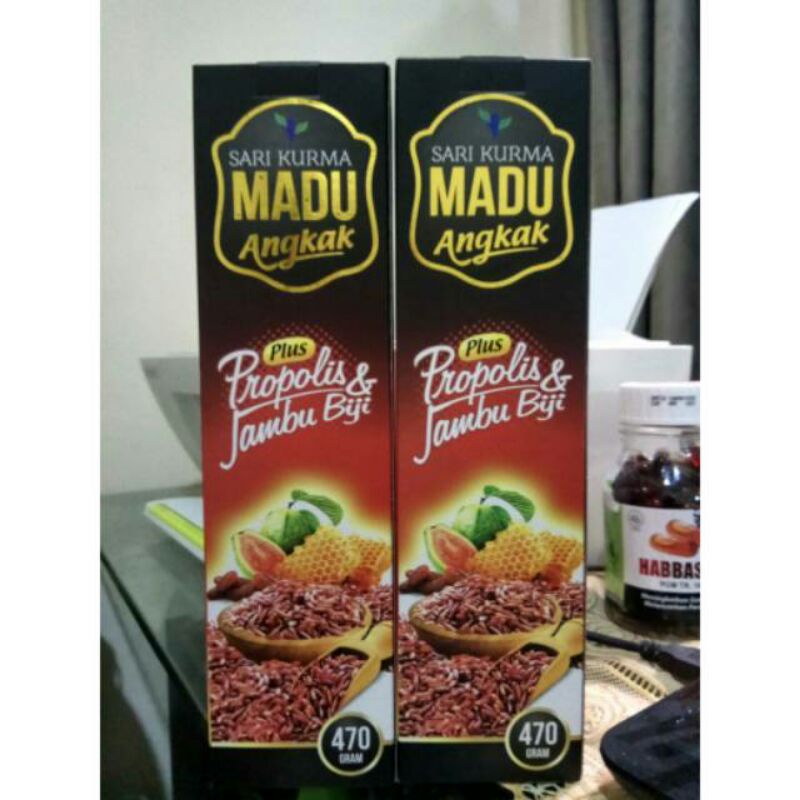 SARI KURMA
MADU
Angkak
Plus
Propolis &
Jambu Biji
470
GRAM
SARI KURMA
MADU
Angkak
Plus
Propolis &
Jambu Biji
470
GRAM
HABBAS